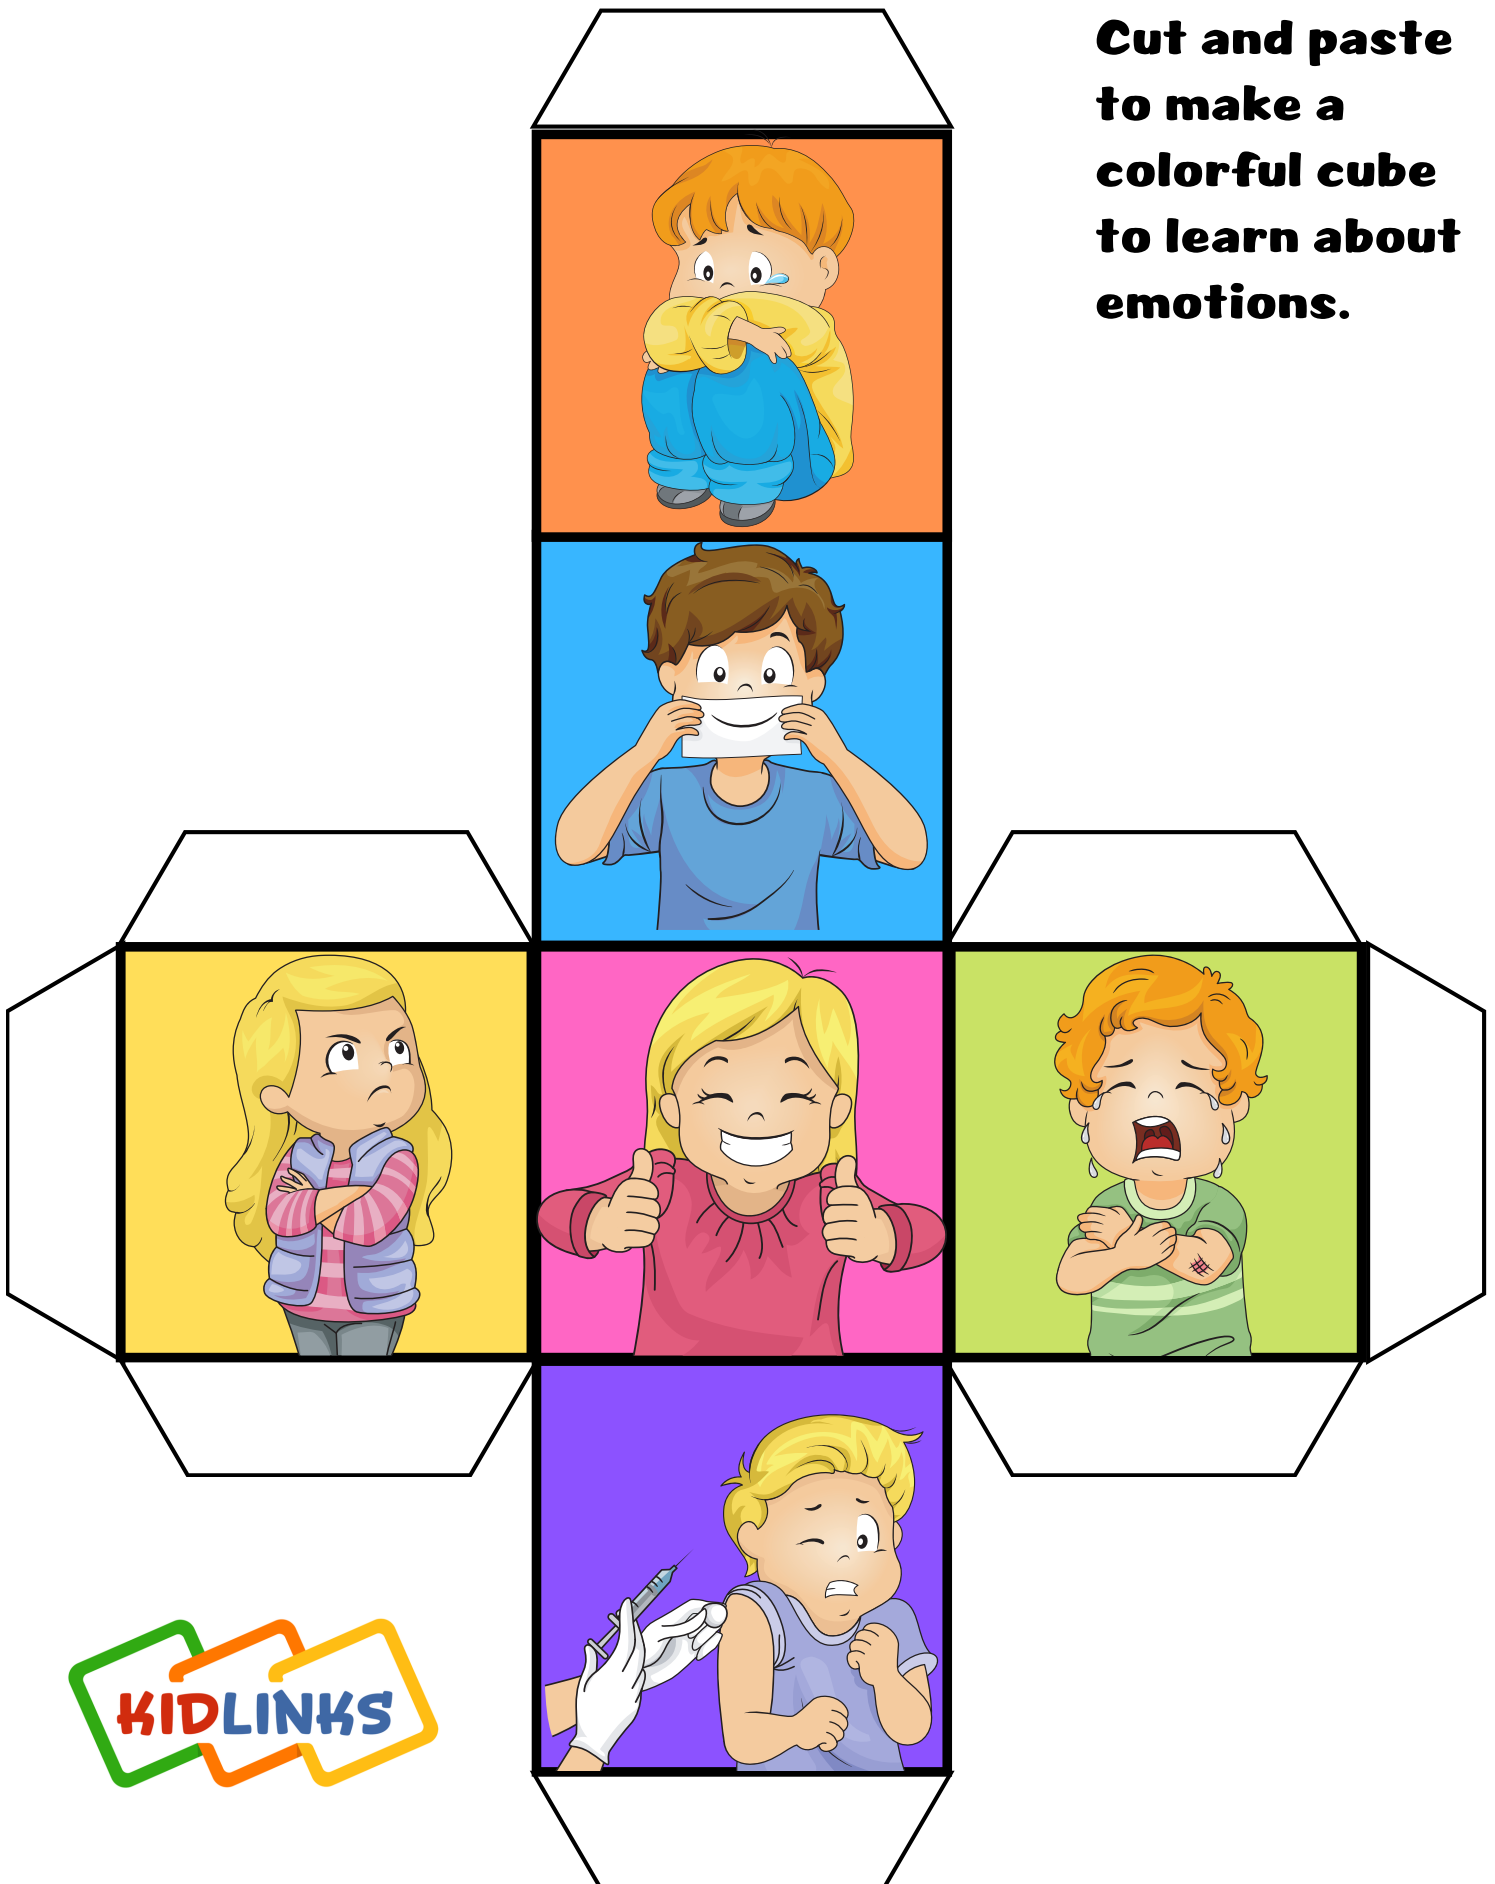 Cut and paste
to make a
colorful cube
to learn about
emotions.
KIDLINKS